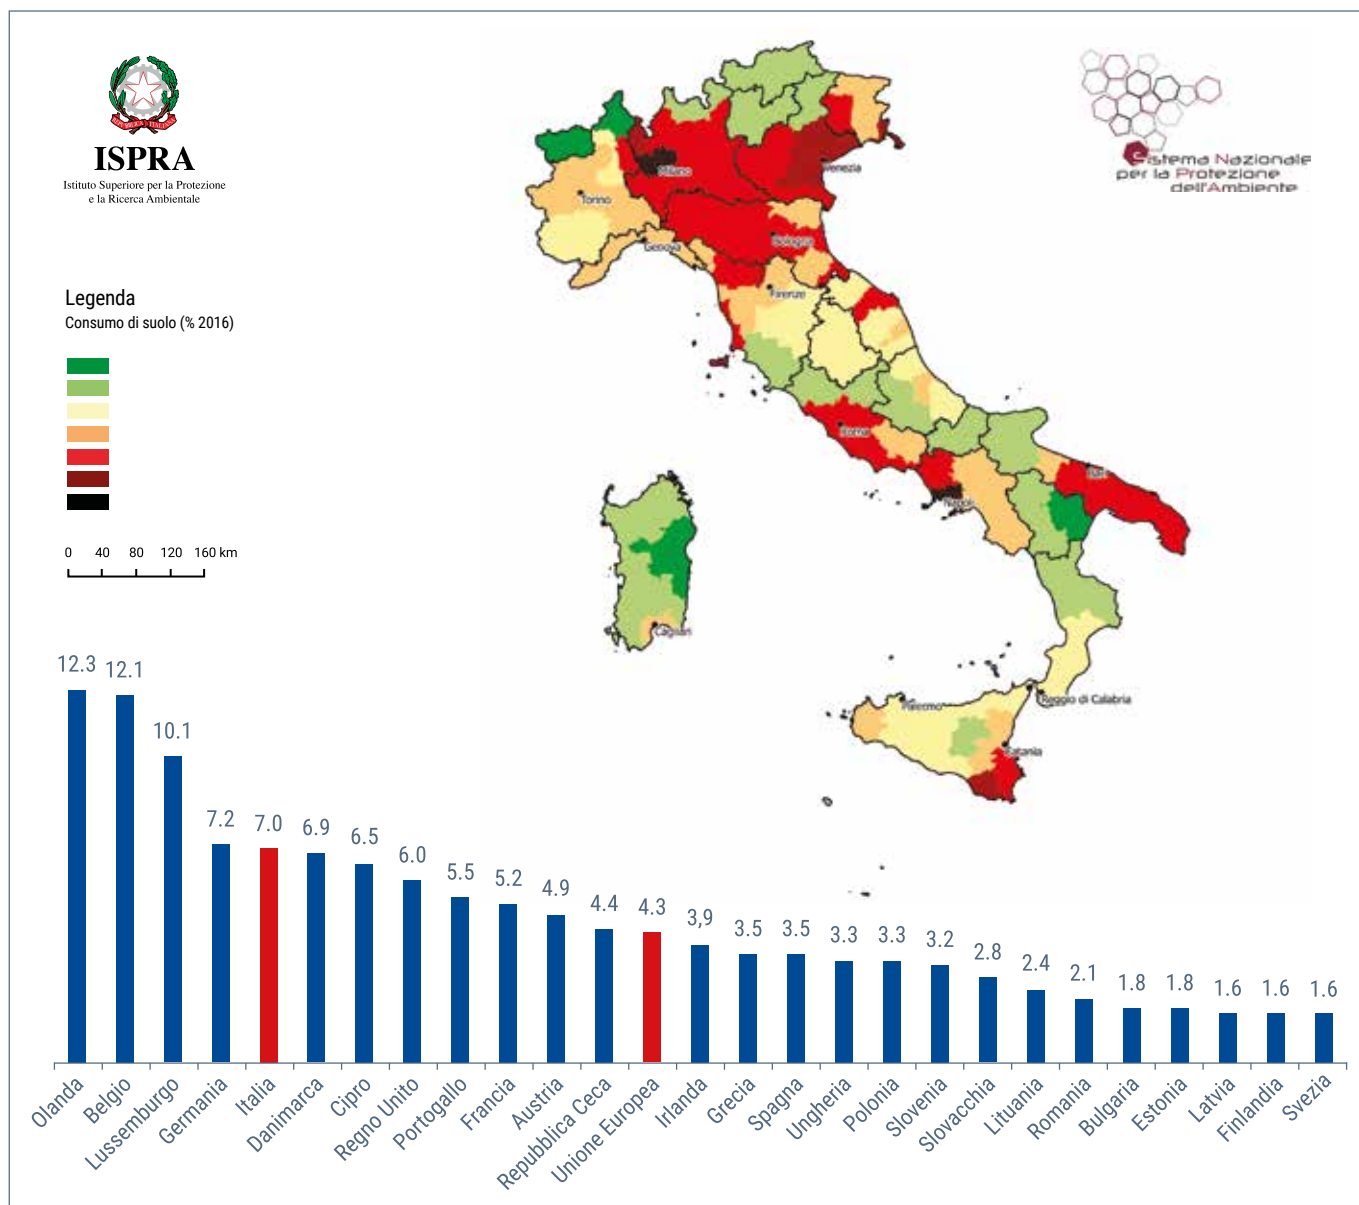 REPUBBLICA ITALIANA
ISPRA
Istituto Superiore per la Protezione
e la Ricerca Ambientale
Sistema Nazionale
per la Protezione
dell'Ambiente
Legenda
Consumo di suolo (% 2016)
0 40 80 120 160 km
Milano
Venezia
Torino
Genova
Bologna
Firenze
Roma
Napoli
Bari
Cagliari
Reggio di Calabria
Palermo
Catania
12.3 12.1 10.1 7.2 7.0 6.9 6.5 6.0 5.5 5.2 4.9 4.4 4.3 3,9 3.5 3.5 3.3 3.3 3.2 2.8 2.4 2.1 1.8 1.8 1.6 1.6 1.6
Olanda
Belgio
Lussemburgo
Germania
Italia
Danimarca
Cipro
Regno Unito
Portogallo
Francia
Austria
Repubblica Ceca
Unione Europea
Irlanda
Grecia
Spagna
Ungheria
Polonia
Slovenia
Slovacchia
Lituania
Romania
Bulgaria
Estonia
Latvia
Finlandia
Svezia